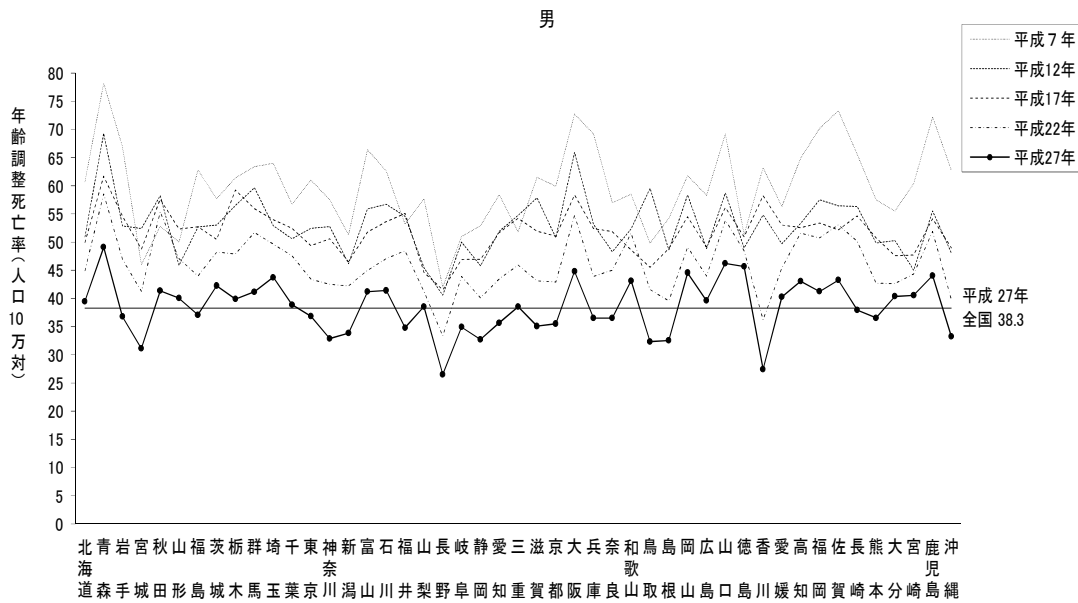 男
平成７年
平成12年
平成17年
平成22年
平成27年
年齢調整死亡率（人口10万対）
80
75
70
65
60
55
50
45
40
35
30
25
20
15
10
5
0
平成 27年
全国 38.3
北海道
青森
岩手
宮城
秋田
山形
福島
茨城
栃木
群馬
埼玉
千葉
東京
神奈川
新潟
富山
石川
福井
山梨
長野
岐阜
静岡
愛知
三重
滋賀
京都
大阪
兵庫
奈良
和歌山
鳥取
島根
岡山
広島
山口
徳島
香川
愛媛
高知
福岡
佐賀
長崎
熊本
大分
宮崎
鹿児島
沖縄